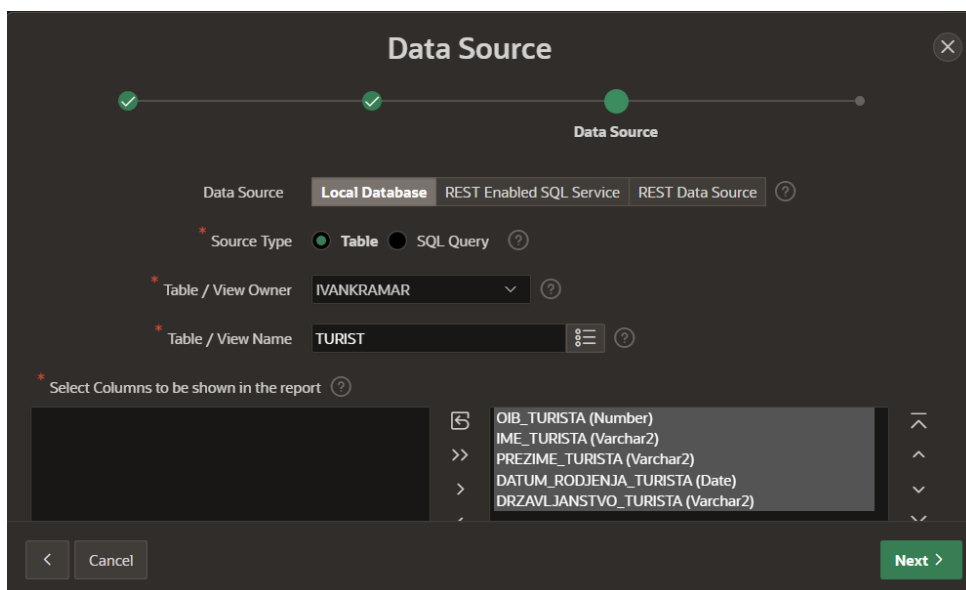 Data Source
Data Source
Data Source Local Database REST Enabled SQL Service REST Data Source ?
* Source Type Table SQL Query ?
* Table / View Owner IVANKRAMAR ?
* Table / View Name TURIST ?
* Select Columns to be shown in the report ?
OIB_TURISTA (Number)
IME_TURISTA (Varchar2)
PREZIME_TURISTA (Varchar2)
DATUM_RODJENJA_TURISTA (Date)
DRZAVLJANSTVO_TURISTA (Varchar2)
Cancel Next